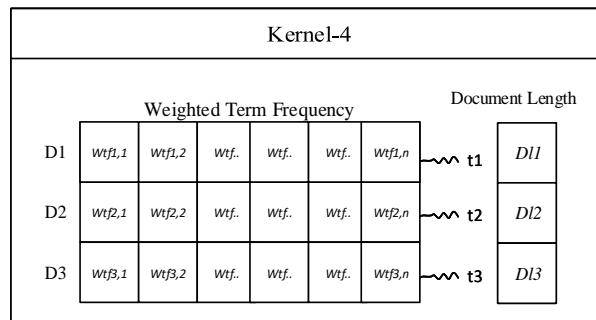 Kernel-4
Weighted Term Frequency Document Length
D1 Wtf1,1 Wtf1,2 Wtf.. Wtf.. Wtf.. Wtf1,n t1 Dl1
D2 Wtf2,1 Wtf2,2 Wtf.. Wtf.. Wtf.. Wtf2,n t2 Dl2
D3 Wtf3,1 Wtf3,2 Wtf.. Wtf.. Wtf.. Wtf3,n t3 Dl3